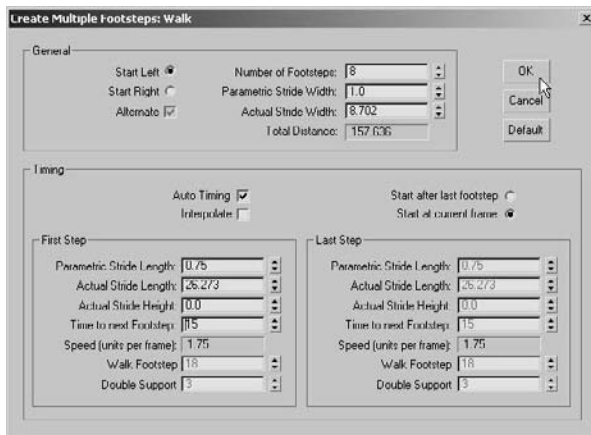 Create Multiple Footsteps: Walk
General
Start Left
Start Right
Alternate
Number of Footsteps: 8
Parametric Stride Width: 1.0
Actual Stride Width: 8.702
Total Distance: 157.636
OK
Cancel
Default
Timing
Auto Timing
Interpolate
Start after last footstep
Start at current frame
First Step
Parametric Stride Length: 0.75
Actual Stride Length: 26.273
Actual Stride Height: 0.0
Time to next Footstep: 15
Speed (units per frame): 1.75
Walk Footstep 18
Double Support 3
Last Step
Parametric Stride Length: 0.75
Actual Stride Length: 26.273
Actual Stride Height: 0.0
Time to next Footstep: 15
Speed (units per frame): 1.75
Walk Footstep 18
Double Support 3